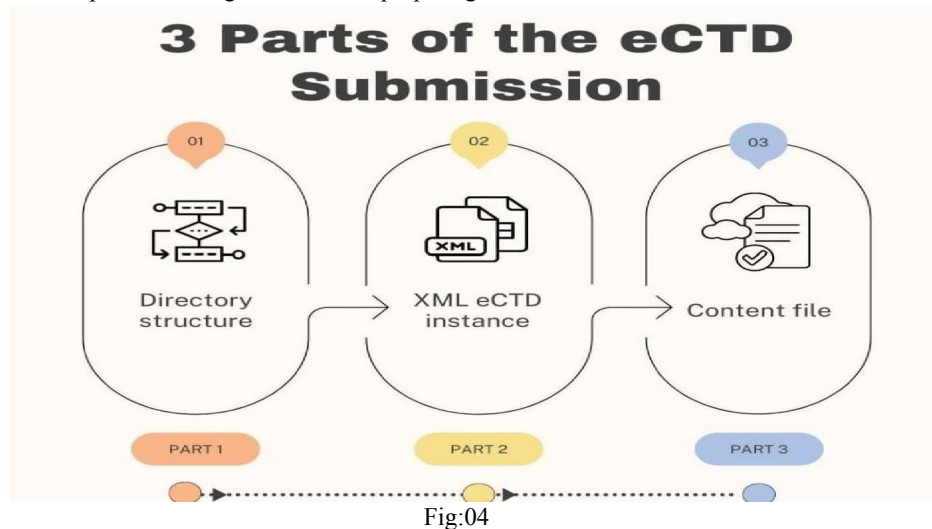 3 Parts of the eCTD
Submission
01
02
03
XML
Directory
structure
XML eCTD
instance
Content file
PART 1
PART 2
PART 3
Fig:04